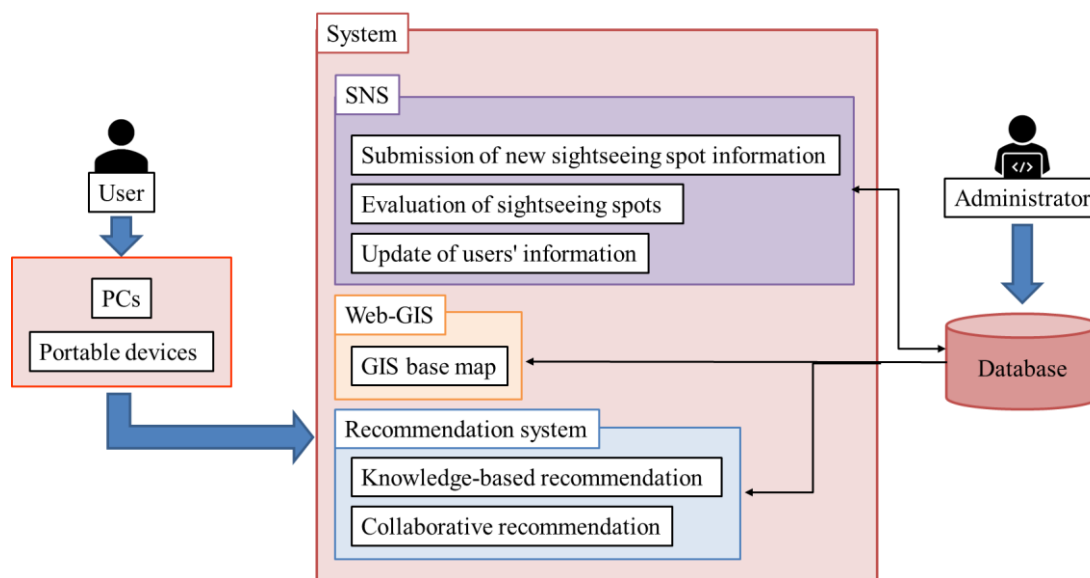 System
SNS
Submission of new sightseeing spot information
Evaluation of sightseeing spots
Update of users' information
User
Administrator
PCs
Portable devices
Web-GIS
GIS base map
Database
Recommendation system
Knowledge-based recommendation
Collaborative recommendation